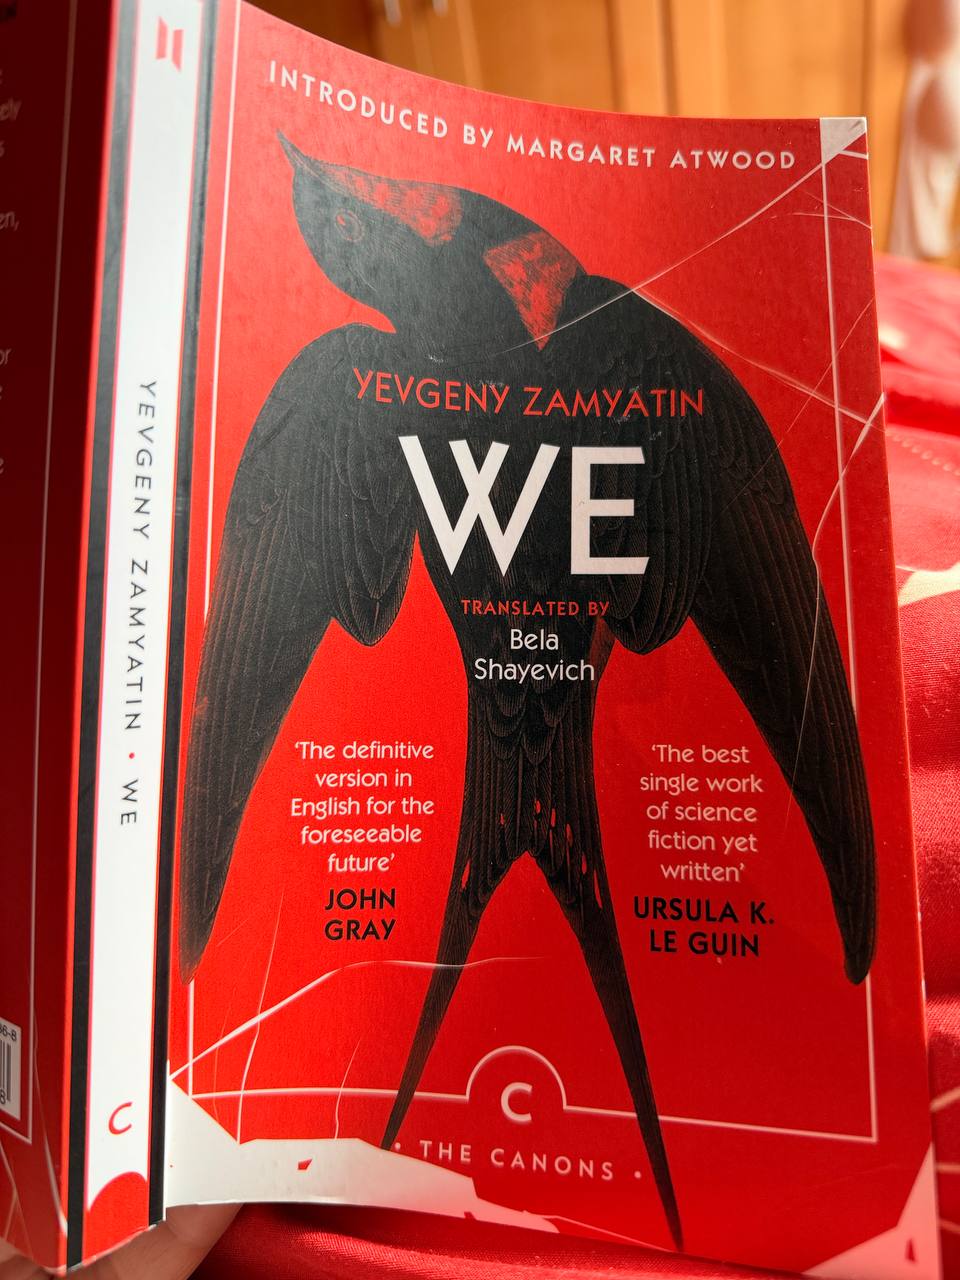 INTRODUCED BY MARGARET ATWOOD
YEVGENY ZAMYATIN
WE
TRANSLATED BY
Bela
Shayevich
‘The definitive
version in
English for the
foreseeable
future’
JOHN
GRAY
‘The best
single work
of science
fiction yet
written’
URSULA K.
LE GUIN
C
• THE CANONS •
YEVGENY ZAMYATIN • WE
C